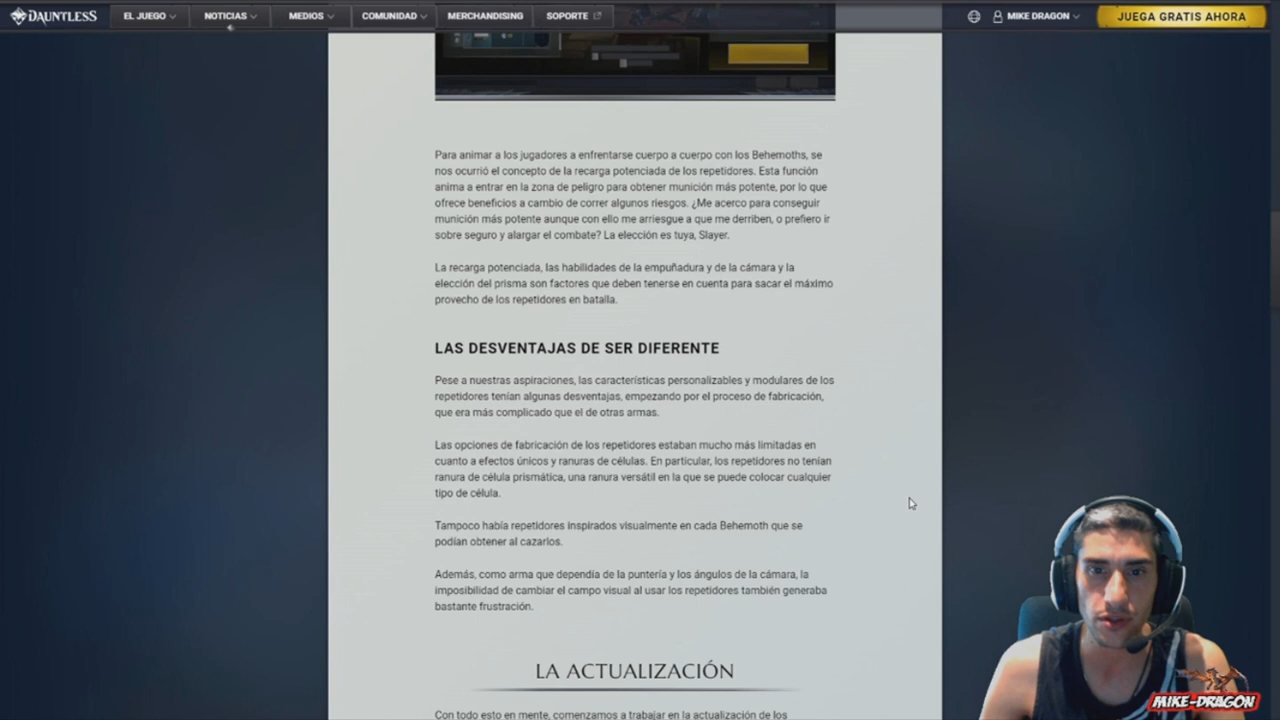 DAUNTLESS
EL JUEGO
NOTICIAS
MEDIOS
COMUNIDAD
MERCHANDISING
SOPORTE
MIKE DRAGON
JUEGA GRATIS AHORA
Para animar a los jugadores a enfrentarse cuerpo a cuerpo con los Behemoths, se
nos ocurrió el concepto de la recarga potenciada de los repetidores. Esta función
anima a entrar en la zona de peligro para obtener munición más potente, por lo que
ofrece beneficios a cambio de correr algunos riesgos. ¿Me acerco para conseguir
munición más potente aunque con ello me arriesgue a que me derriben, o prefiero ir
sobre seguro y alargar el combate? La elección es tuya, Slayer.
La recarga potenciada, las habilidades de la empuñadura y de la cámara y la
elección del prisma son factores que deben tenerse en cuenta para sacar el máximo
provecho de los repetidores en batalla.
LAS DESVENTAJAS DE SER DIFERENTE
Pese a nuestras aspiraciones, las características personalizables y modulares de los
repetidores tenían algunas desventajas, empezando por el proceso de fabricación,
que era más complicado que el de otras armas.
Las opciones de fabricación de los repetidores estaban mucho más limitadas en
cuanto a efectos únicos y ranuras de células. En particular, los repetidores no tenían
ranura de célula prismática, una ranura versátil en la que se puede colocar cualquier
tipo de célula.
Tampoco había repetidores inspirados visualmente en cada Behemoth que se
podían obtener al cazarlos.
Además, como arma que dependía de la puntería y los ángulos de la cámara, la
imposibilidad de cambiar el campo visual al usar los repetidores también generaba
bastante frustración.
LA ACTUALIZACIÓN
Con todo esto en mente, comenzamos a trabajar en la actualización de los
MIKE-DRAGON